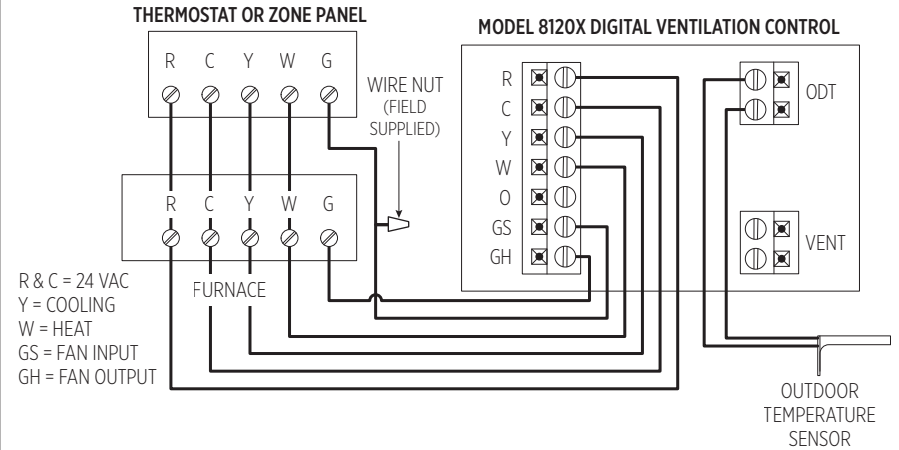 THERMOSTAT OR ZONE PANEL
R C Y W G
WIRE NUT
(FIELD
SUPPLIED)
R C Y W G
FURNACE
R & C = 24 VAC
Y = COOLING
W = HEAT
GS = FAN INPUT
GH = FAN OUTPUT
MODEL 8120X DIGITAL VENTILATION CONTROL
R
C
Y
W
O
GS
GH
ODT
VENT
OUTDOOR
TEMPERATURE
SENSOR